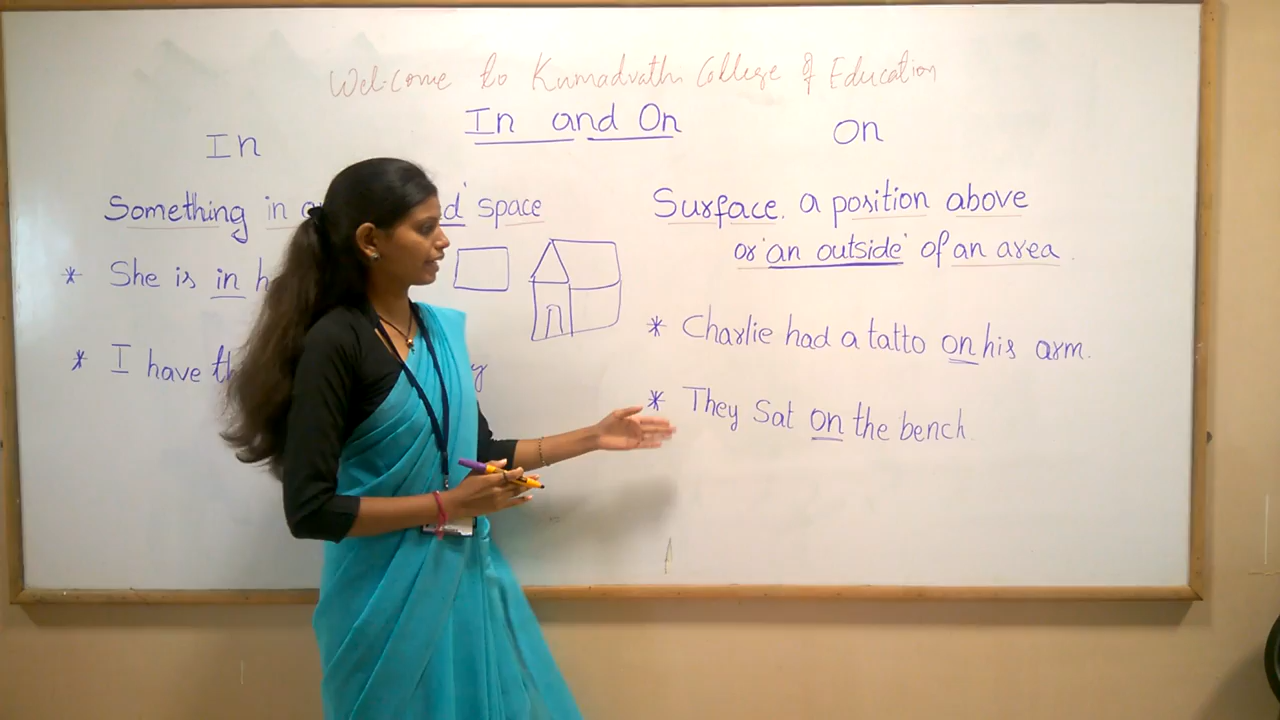 Wel-come to Kumadvathi College of Education
In and On
In
On
Something in space
She is in
I have
Surface. a position above
or 'an outside' of an area.
* Charlie had a tatto on his arm.
* They Sat on the bench.